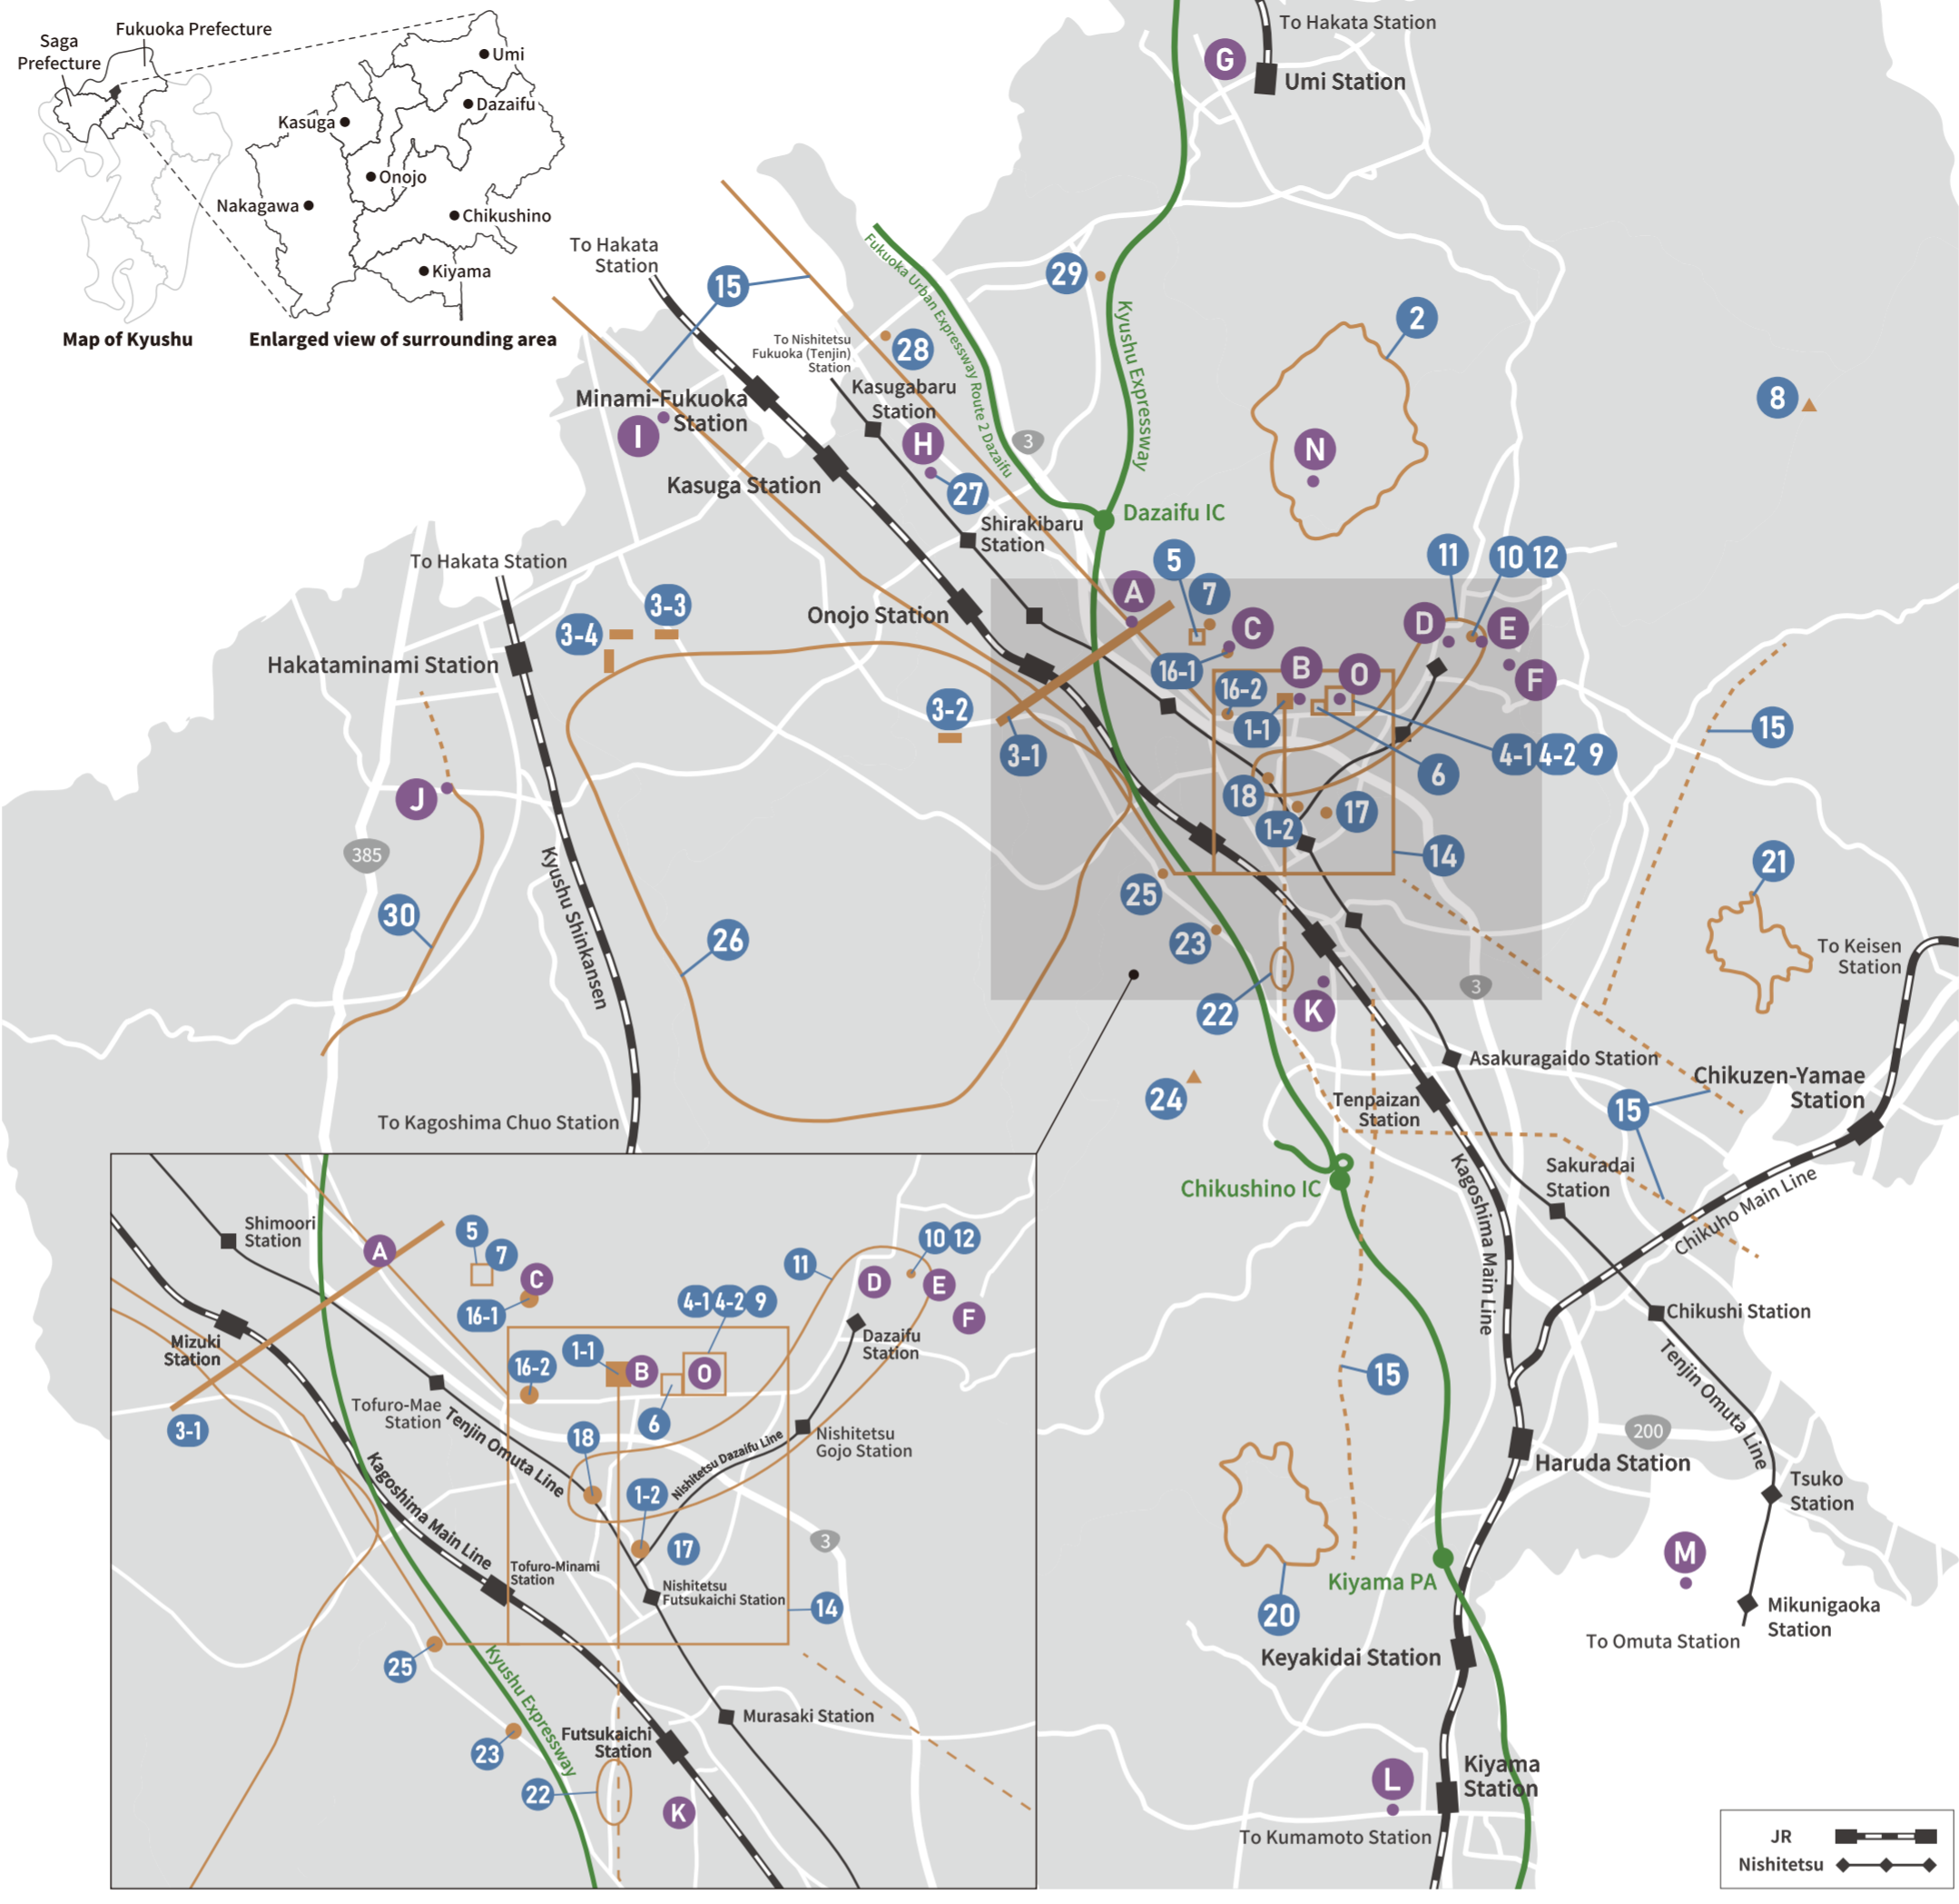 Saga
Prefecture
Fukuoka Prefecture
Umi
Dazaifu
Kasuga
Onojo
Nakagawa
Chikushino
Kiyama
Map of Kyushu
Enlarged view of surrounding area
To Hakata Station
G
Umi Station
To Hakata
Station
15
29
2
Fukuoka Urban Expressway Route 2 Dazaifu
Kyushu Expressway
To Nishitetsu
Fukuoka (Tenjin)
Station
28
Kasugabaru
Station
8
Minami-Fukuoka
Station
I
H
3
N
Kasuga Station
27
Dazaifu IC
Shirakibaru
Station
To Hakata Station
5
11
10
12
3-3
3-4
A
7
Onojo Station
C
D
E
Hakataminami Station
16-1
B
O
F
16-2
3-2
1-1
15
3-1
4-1
4-2
9
6
J
18
17
1-2
385
14
21
25
30
26
23
To Keisen
Station
3
22
K
Kyushu Shinkansen
Asakuragaido Station
24
Chikuzen-Yamae
Station
Tenpaizan
Station
15
To Kagoshima Chuo Station
Sakuradai
Station
Chikushino IC
Kagoshima Main Line
Chikuho Main Line
Chikushi Station
15
Tenjin Omuta Line
200
Haruda Station
Tsuko
Station
M
Kiyama PA
20
Mikunigaoka
Station
To Omuta Station
Keyakidai Station
Kiyama
Station
L
To Kumamoto Station
JR
Nishitetsu
Shimoori
Station
A
5
7
10
12
11
C
D
E
4-1
4-2
9
16-1
F
Mizuki
Station
1-1
Dazaifu
Station
16-2
B
O
Tofuro-Mae
Station
6
3-1
18
Tenjin Omuta Line
Nishitetsu
Gojo Station
Nishitetsu Dazaifu Line
Kagoshima Main Line
1-2
3
17
Tofuro-Minami
Station
Nishitetsu
Futsukaichi Station
14
25
Kyushu Expressway
Murasaki Station
Futsukaichi
Station
23
22
K